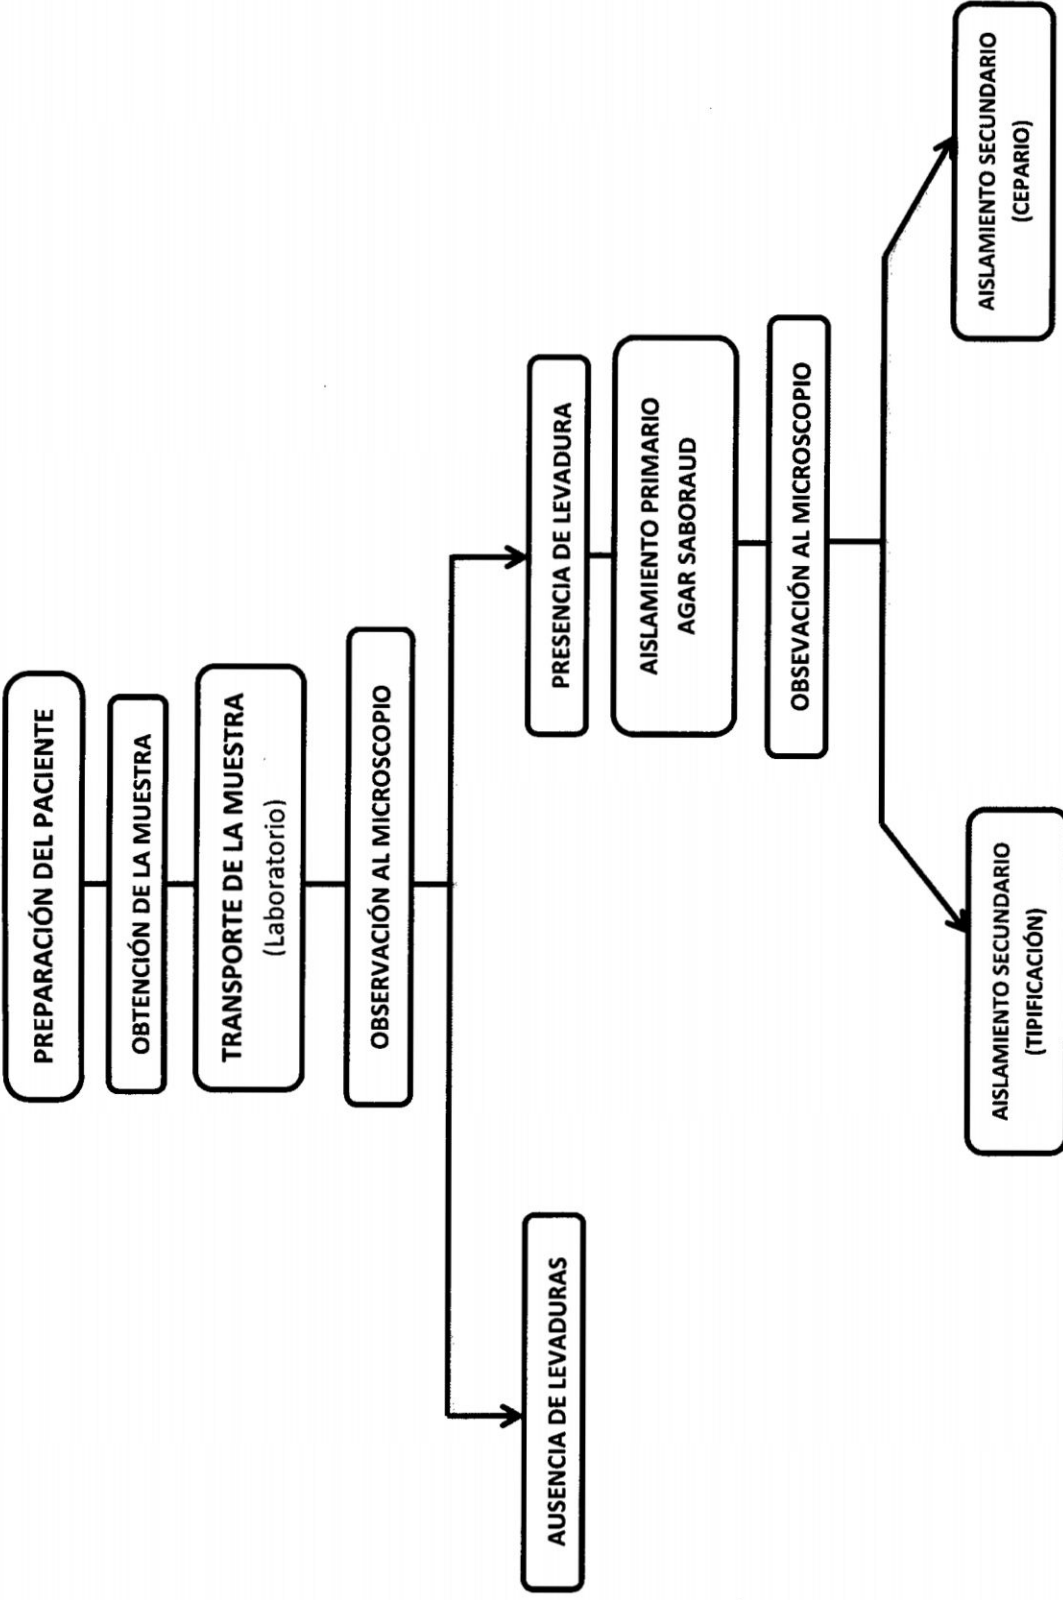 PREPARACIÓN DEL PACIENTE
OBTENCIÓN DE LA MUESTRA
TRANSPORTE DE LA MUESTRA
(Laboratorio)
OBSERVACIÓN AL MICROSCOPIO
AUSENCIA DE LEVADURAS
PRESENCIA DE LEVADURA
AISLAMIENTO PRIMARIO
AGAR SABORAUD
OBSEVACIÓN AL MICROSCOPIO
AISLAMIENTO SECUNDARIO
(TIPIFICACIÓN)
AISLAMIENTO SECUNDARIO
(CEPARIO)